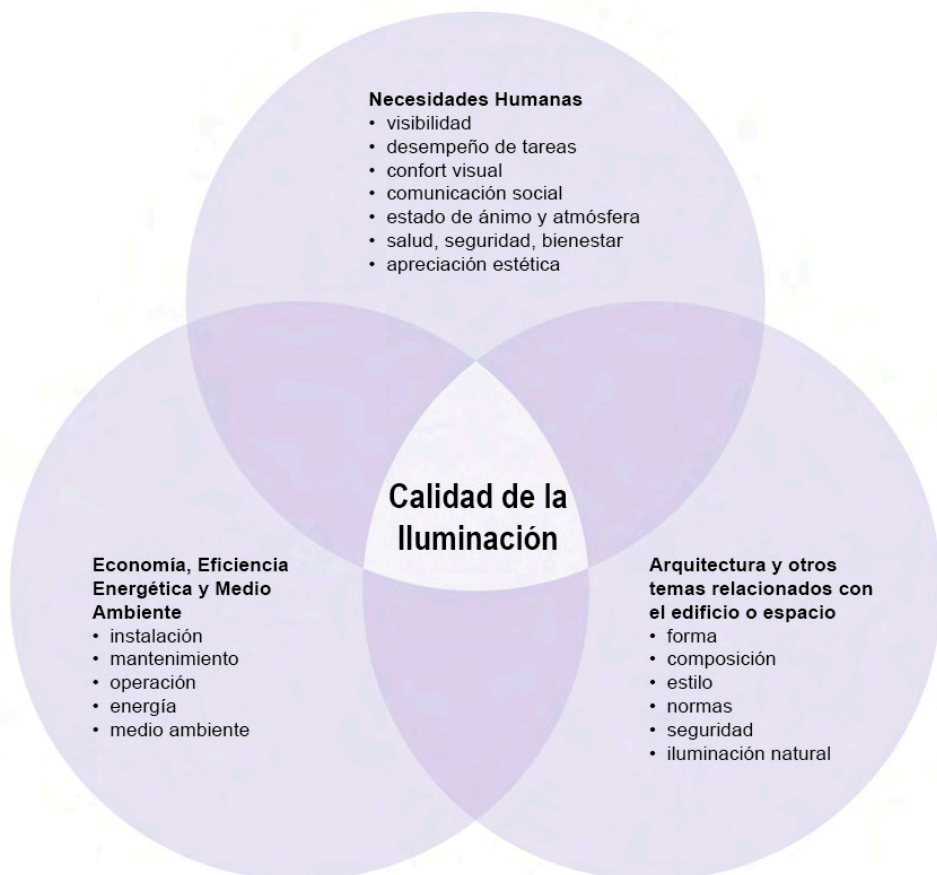 Necesidades Humanas
• visibilidad
• desempeño de tareas
• confort visual
• comunicación social
• estado de ánimo y atmósfera
• salud, seguridad, bienestar
• apreciación estética
Calidad de la
Iluminación
Economía, Eficiencia
Energética y Medio
Ambiente
• instalación
• mantenimiento
• operación
• energía
• medio ambiente
Arquitectura y otros
temas relacionados con
el edificio o espacio
• forma
• composición
• estilo
• normas
• seguridad
• iluminación natural